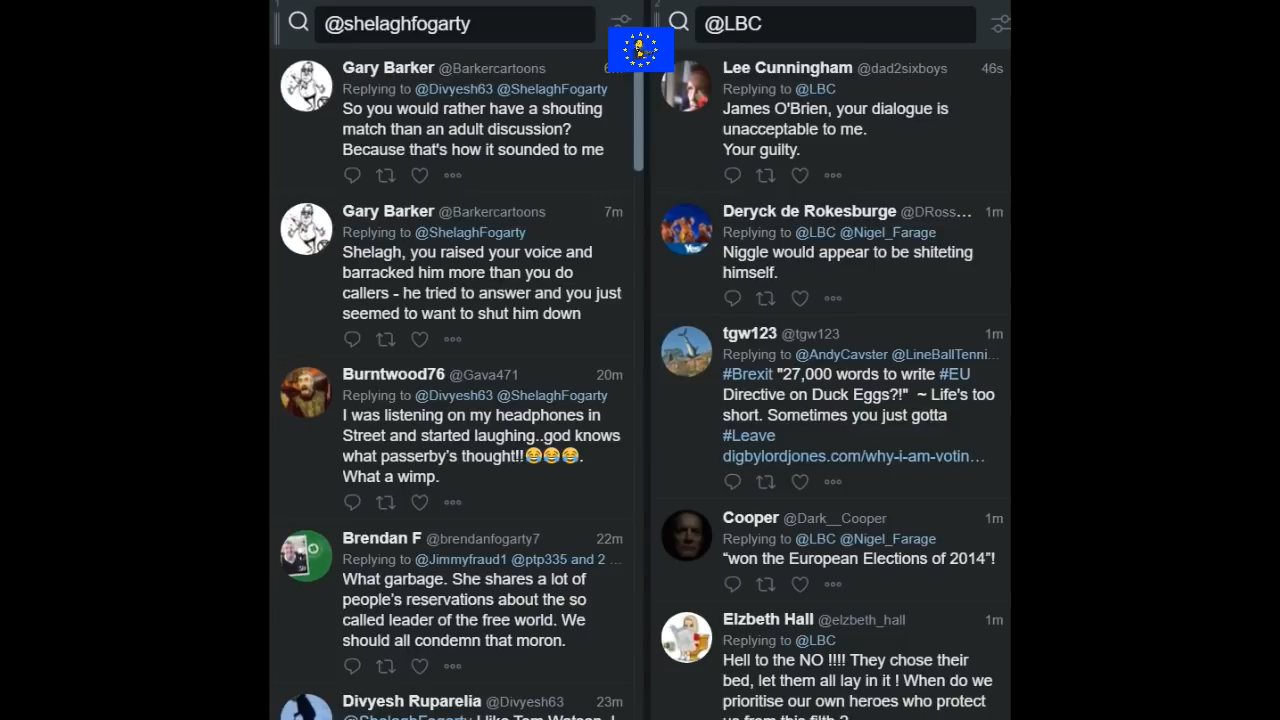 @shelaghfogarty
Gary Barker @Barkercartoons
Replying to @Divyesh63 @ShelaghFogarty
So you would rather have a shouting
match than an adult discussion?
Because that's how it sounded to me
Gary Barker @Barkercartoons 7m
Replying to @ShelaghFogarty
Shelagh, you raised your voice and
barracked him more than you do
callers - he tried to answer and you just
seemed to want to shut him down
Burntwood76 @Gava471 20m
Replying to @Divyesh63 @ShelaghFogarty
I was listening on my headphones in
Street and started laughing..god knows
what passerby's thought!!😂😂😂.
What a wimp.
Brendan F @brendanfogarty7 22m
Replying to @Jimmyfraud1 @ptp335 and 2 ...
What garbage. She shares a lot of
people's reservations about the so
called leader of the free world. We
should all condemn that moron.
Divyesh Ruparelia @Divyesh63 23m
@ShelaghFogarty I like Tom Watson. I
@LBC
Lee Cunningham @dad2sixboys 46s
Replying to @LBC
James O'Brien, your dialogue is
unacceptable to me.
Your guilty.
Deryck de Rokesburge @DRoss... 1m
Replying to @LBC @Nigel_Farage
Niggle would appear to be shiteting
himself.
tgw123 @tgw123 1m
Replying to @AndyCavster @LineBallTenni...
#Brexit "27,000 words to write #EU
Directive on Duck Eggs?!" ~ Life's too
short. Sometimes you just gotta
#Leave
digbylordjones.com/why-i-am-votin…
Cooper @Dark__Cooper 1m
Replying to @LBC @Nigel_Farage
“won the European Elections of 2014”!
Elzbeth Hall @elzbeth_hall 1m
Replying to @LBC
Hell to the NO !!!! They chose their
bed, let them all lay in it ! When do we
prioritise our own heroes who protect
us from this filth ?